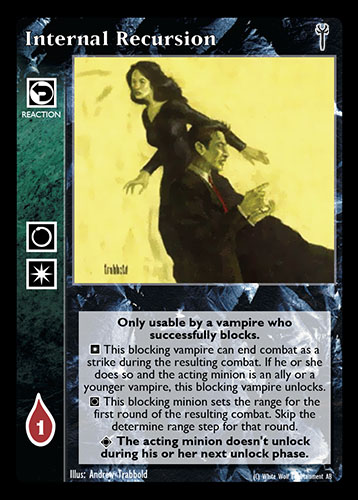 Internal Recursion
REACTION
Trabbold
Only usable by a vampire who
successfully blocks.
This blocking vampire can end combat as a
strike during the resulting combat. If he or she
does so and the acting minion is an ally or a
younger vampire, this blocking vampire unlocks.
This blocking minion sets the range for the
first round of the resulting combat. Skip the
determine range step for that round.
The acting minion doesn't unlock
during his or her next unlock phase.
1
Illus: Andrew Trabbold
(C) White Wolf Entertainment AB